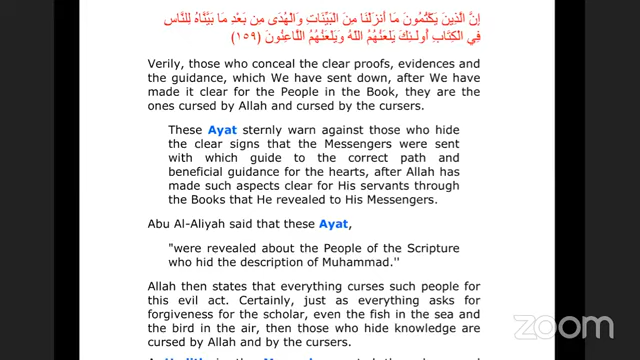 إِنَّ الَّذِينَ يَكْتُمُونَ مَا أَنزَلْنَا مِنَ الْبَيِّنَاتِ وَالْهُدَى مِن بَعْدِ مَا بَيَّنَّاهُ لِلنَّاسِ
فِي الْكِتَابِ أُولَـئِكَ يَلعَنُهُمُ اللّهُ وَيَلْعَنُهُمُ اللَّاعِنُونَ ﴿١٥٩﴾
Verily, those who conceal the clear proofs, evidences and
the guidance, which We have sent down, after We have
made it clear for the People in the Book, they are the
ones cursed by Allah and cursed by the cursers.
These Ayat sternly warn against those who hide
the clear signs that the Messengers were sent
with which guide to the correct path and
beneficial guidance for the hearts, after Allah has
made such aspects clear for His servants through
the Books that He revealed to His Messengers.
Abu Al-Aliyah said that these Ayat,
"were revealed about the People of the Scripture
who hid the description of Muhammad.''
Allah then states that everything curses such people for
this evil act. Certainly, just as everything asks for
forgiveness for the scholar, even the fish in the sea and
the bird in the air, then those who hide knowledge are
cursed by Allah and by the cursers.
zoom